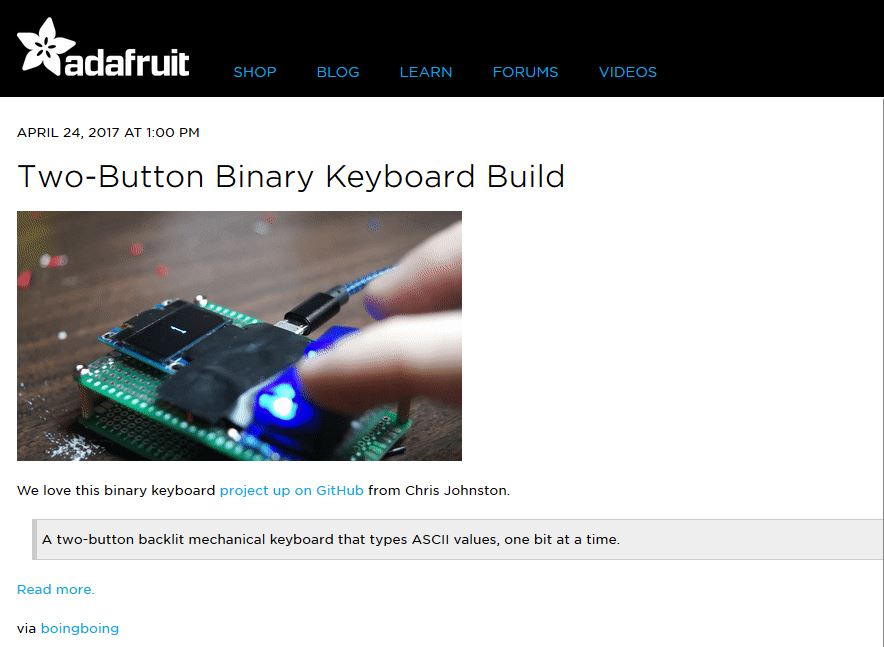 adafruit
SHOP BLOG LEARN FORUMS VIDEOS
APRIL 24, 2017 AT 1:00 PM
Two-Button Binary Keyboard Build
1
We love this binary keyboard project up on GitHub from Chris Johnston.
A two-button backlit mechanical keyboard that types ASCII values, one bit at a time.
Read more.
via boingboing